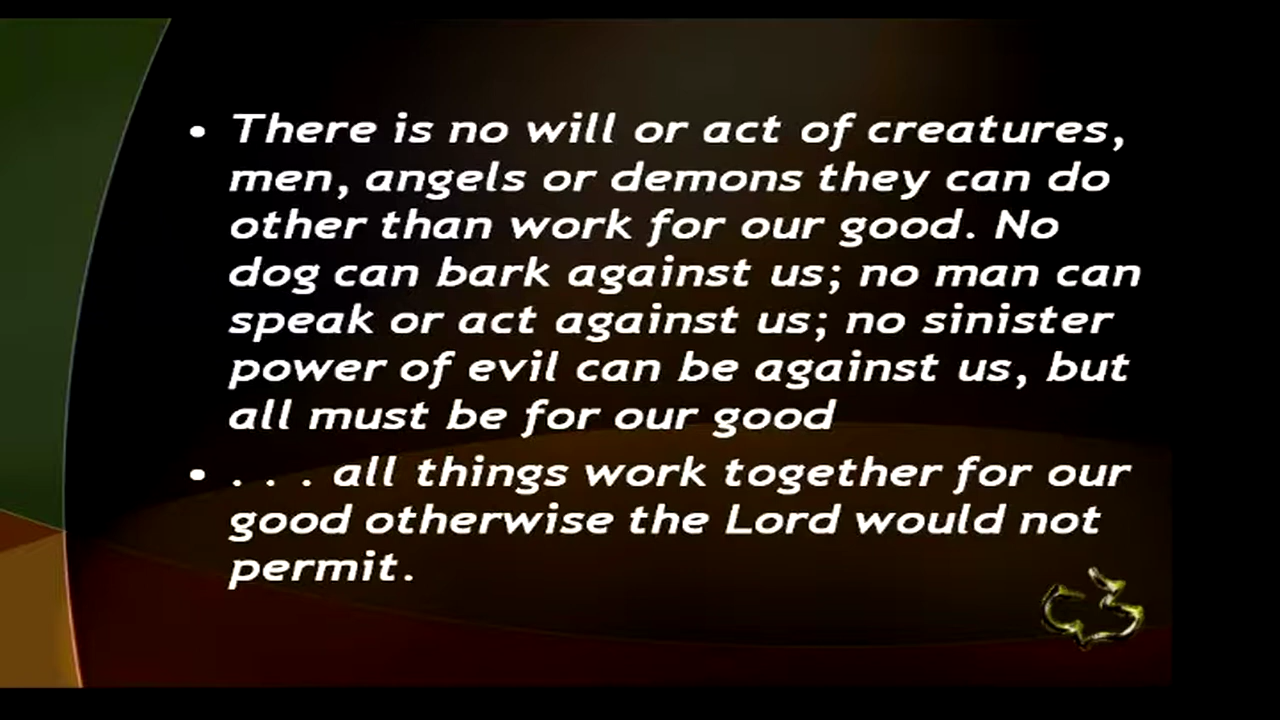 • There is no will or act of creatures,
men, angels or demons they can do
other than work for our good. No
dog can bark against us; no man can
speak or act against us; no sinister
power of evil can be against us, but
all must be for our good
• . . . all things work together for our
good otherwise the Lord would not
permit.